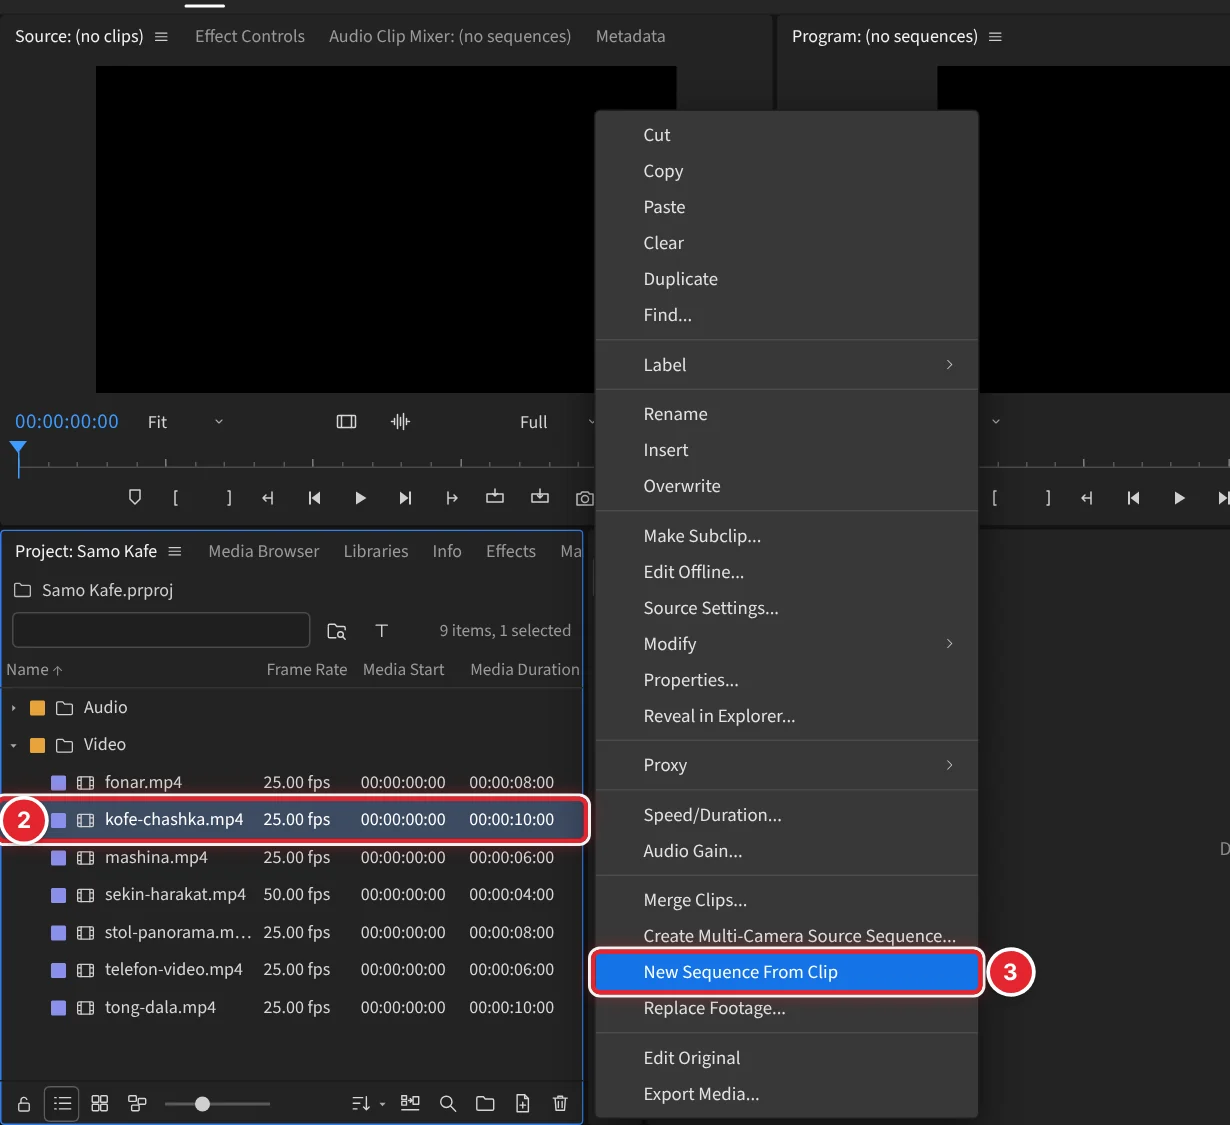 Source: (no clips) Effect Controls Audio Clip Mixer: (no sequences) Metadata
Program: (no sequences)
00:00:00:00 Fit Full
Project: Samo Kafe Media Browser Libraries Info Effects Ma
Samo Kafe.prproj
9 items, 1 selected
Name Frame Rate Media Start Media Duration
Audio
Video
fonar.mp4 25.00 fps 00:00:00:00 00:00:08:00
2 kofe-chashka.mp4 25.00 fps 00:00:00:00 00:00:10:00
mashina.mp4 25.00 fps 00:00:00:00 00:00:06:00
sekin-harakat.mp4 50.00 fps 00:00:00:00 00:00:04:00
stol-panorama.m... 25.00 fps 00:00:00:00 00:00:08:00
telefon-video.mp4 25.00 fps 00:00:00:00 00:00:06:00
tong-dala.mp4 25.00 fps 00:00:00:00 00:00:10:00
Cut
Copy
Paste
Clear
Duplicate
Find...
Label
Rename
Insert
Overwrite
Make Subclip...
Edit Offline...
Source Settings...
Modify
Properties...
Reveal in Explorer...
Proxy
Speed/Duration...
Audio Gain...
Merge Clips...
Create Multi-Camera Source Sequence...
New Sequence From Clip 3
Replace Footage...
Edit Original
Export Media...
D